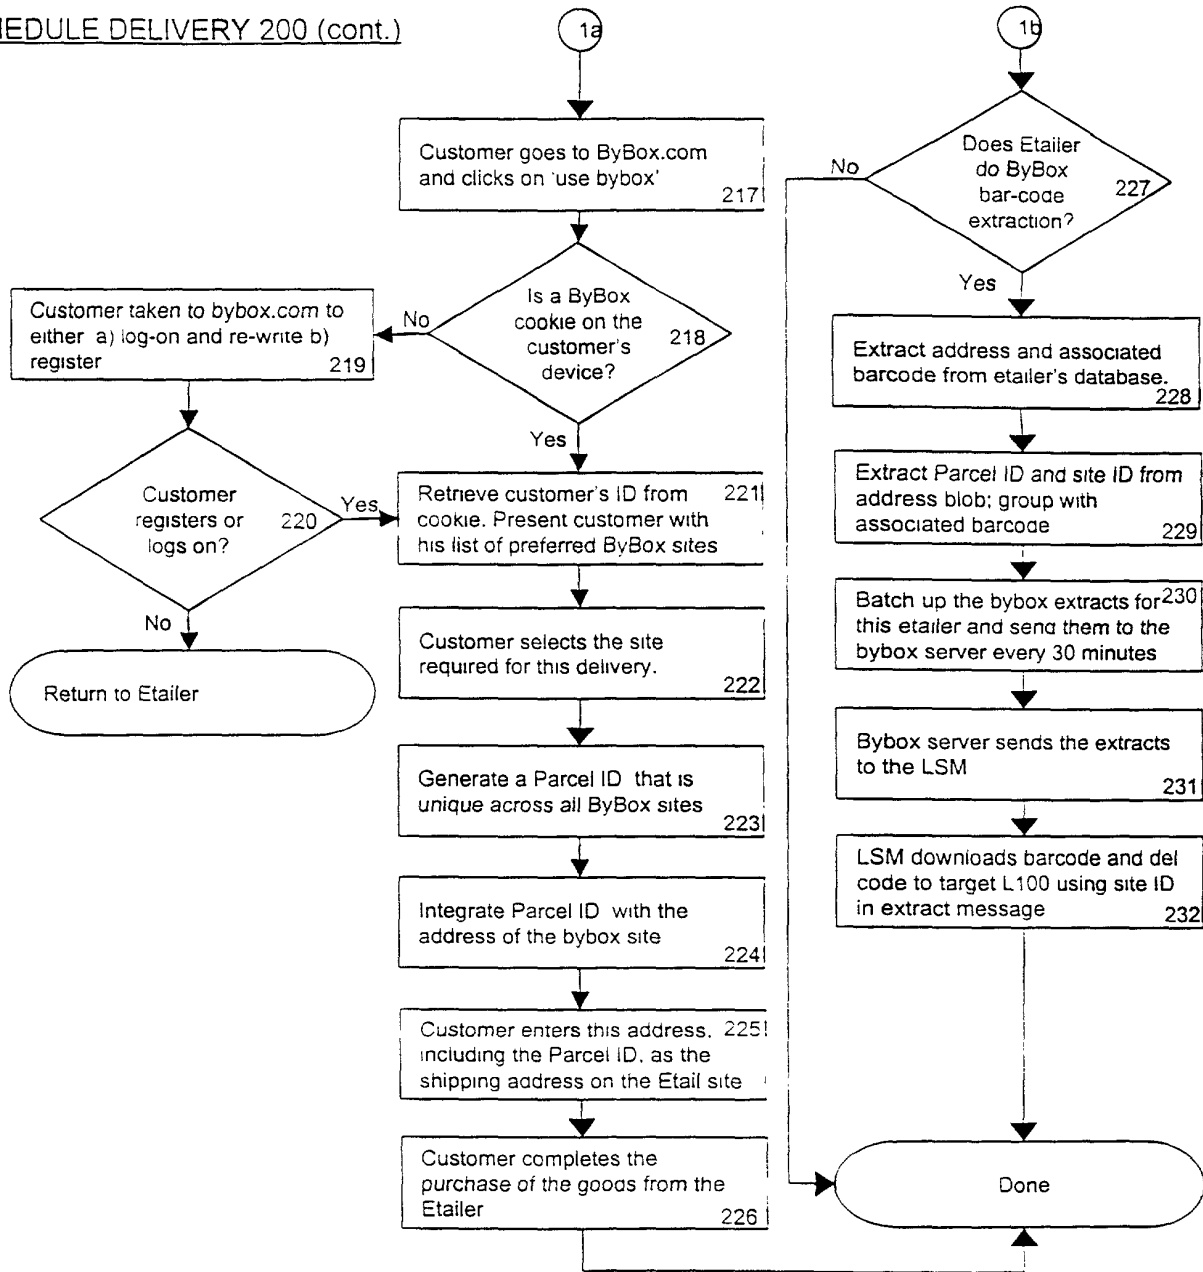 HEDULE DELIVERY 200 (cont.)
1a
Customer goes to ByBox.com
and clicks on 'use bybox'
217
Is a ByBox
cookie on the
customer's
device?
218
No
Yes
Customer taken to bybox.com to
either a) log-on and re-write b)
register
219
Customer
registers or
logs on?
220
Yes
No
Return to Etailer
Retrieve customer's ID from 221
cookie. Present customer with
his list of preferred ByBox sites
Customer selects the site
required for this delivery.
222
Generate a Parcel ID that is
unique across all ByBox sites
223
Integrate Parcel ID with the
address of the bybox site
224
Customer enters this address, 225
including the Parcel ID, as the
shipping address on the Etail site
Customer completes the
purchase of the goods from the
Etailer
226
1b
Does Etailer
do ByBox
bar-code
extraction?
227
No
Yes
Extract address and associated
barcode from etailer's database.
228
Extract Parcel ID and site ID from
address blob; group with
associated barcode
229
Batch up the bybox extracts for 230
this etailer and send them to the
bybox server every 30 minutes
Bybox server sends the extracts
to the LSM
231
LSM downloads barcode and del
code to target L100 using site ID
in extract message
232
Done